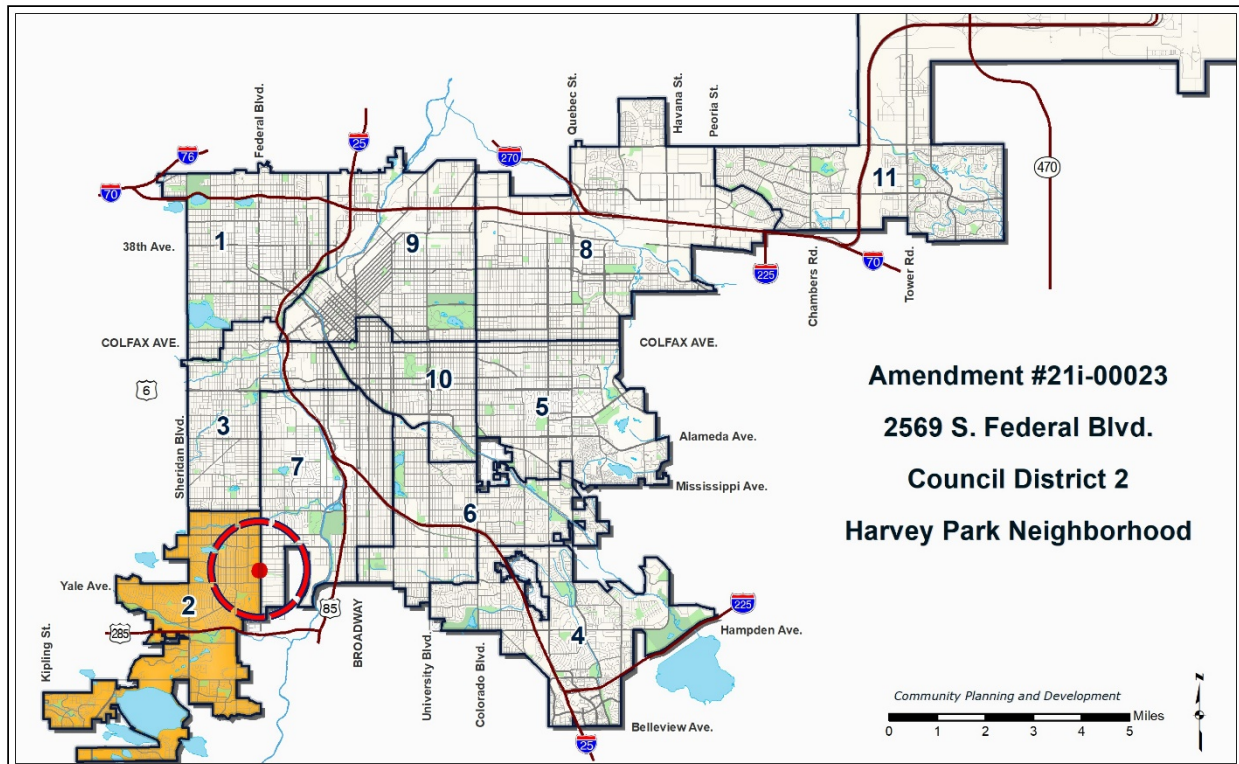 Federal Blvd.
Quebec St.
Havana St.
Peoria St.
76
25
270
70
470
11
1
9
8
38th Ave.
225
70
Chambers Rd.
Tower Rd.
COLFAX AVE.
COLFAX AVE.
6
10
5
Amendment #21i-00023
3
Sheridan Blvd.
Alameda Ave.
2569 S. Federal Blvd.
7
Mississippi Ave.
Council District 2
6
Harvey Park Neighborhood
Yale Ave.
2
85
285
BROADWAY
University Blvd.
Colorado Blvd.
4
225
Hampden Ave.
Kipling St.
Community Planning and Development
Miles
0 1 2 3 4 5
Belleview Ave.
25
N